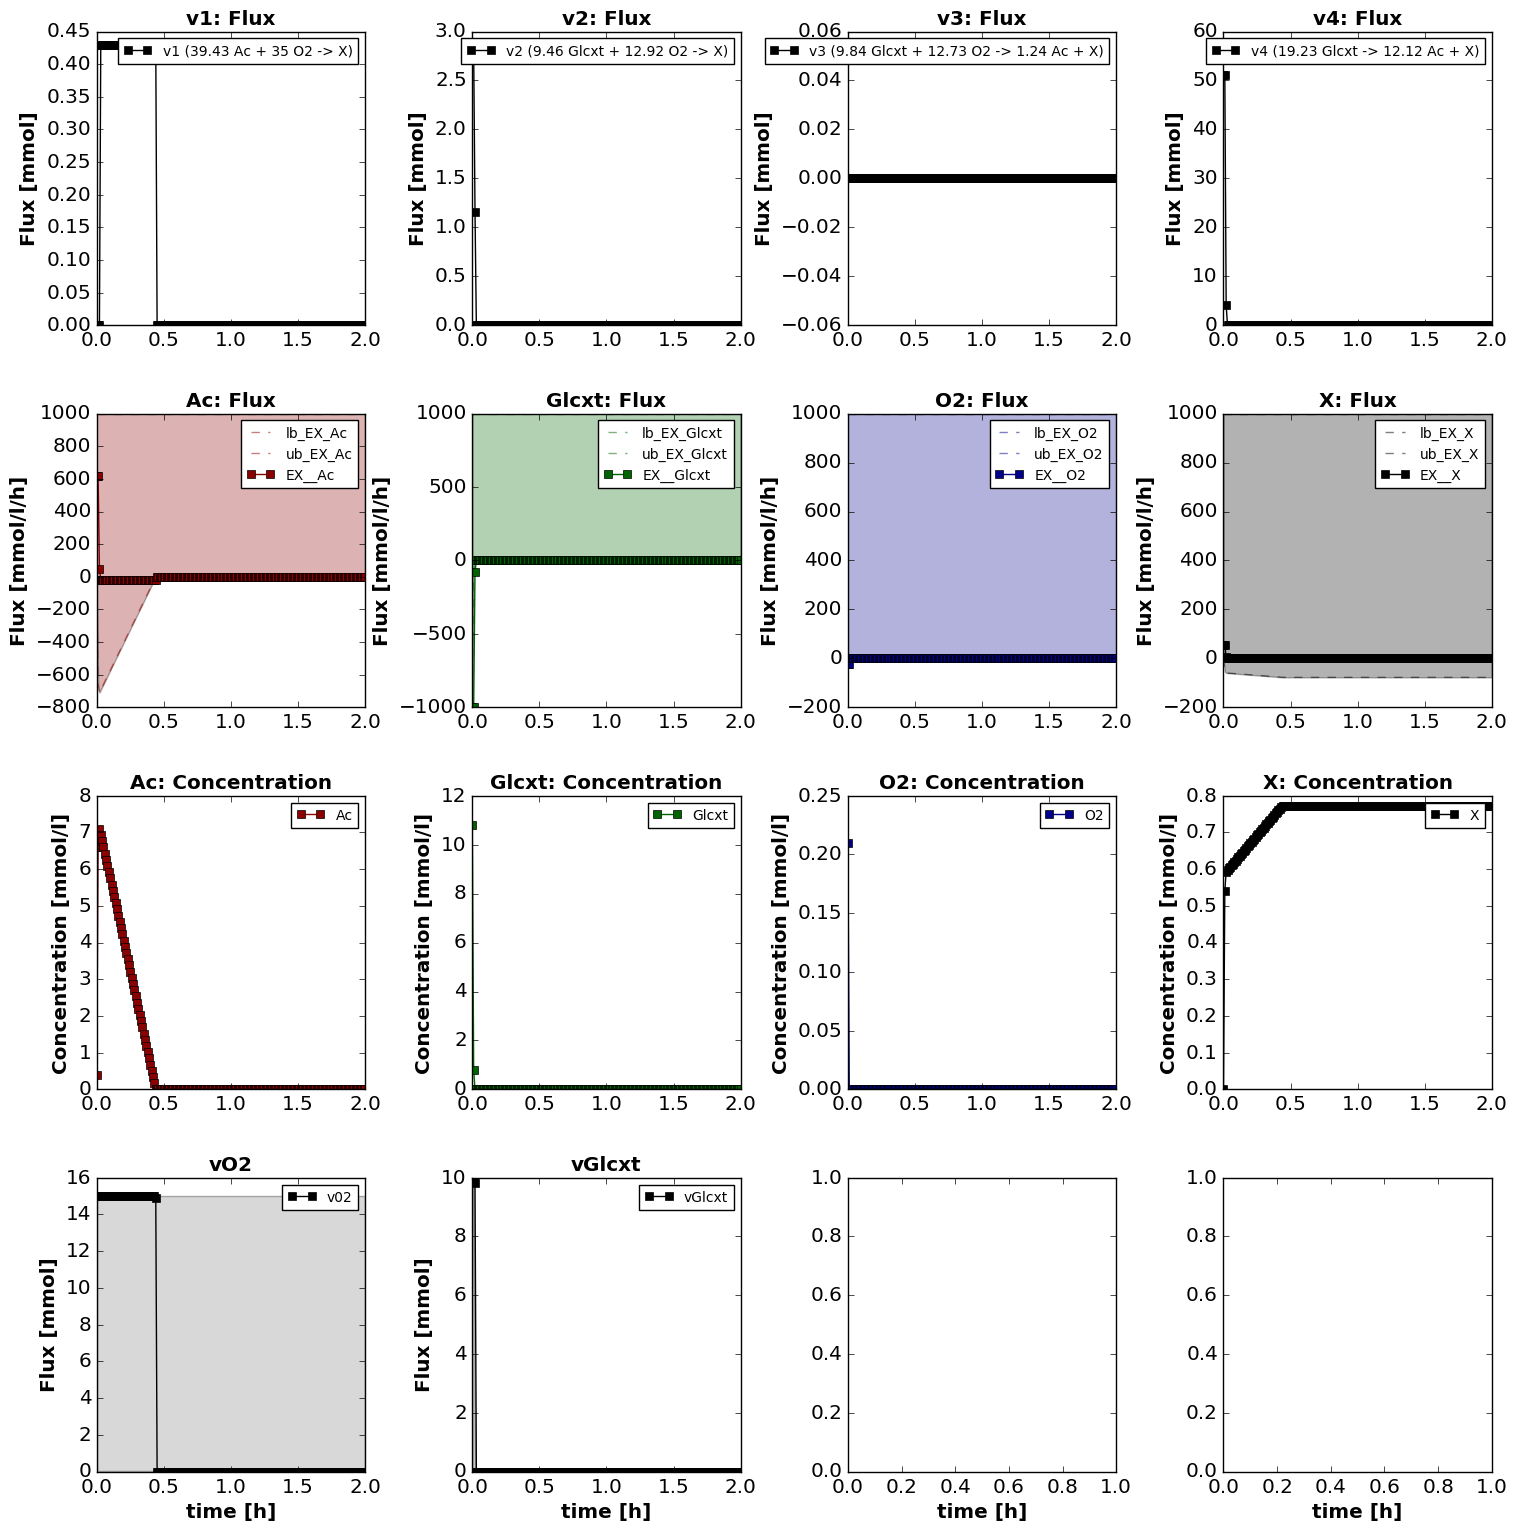 v1: Flux
v2: Flux
v3: Flux
v4: Flux
v1 (39.43 Ac + 35 O2 -> X)
v2 (9.46 Glcxt + 12.92 O2 -> X)
v3 (9.84 Glcxt + 12.73 O2 -> 1.24 Ac + X)
v4 (19.23 Glcxt -> 12.12 Ac + X)
Flux [mmol]
0.45
0.40
0.35
0.30
0.25
0.20
0.15
0.10
0.05
0.00
0.0 0.5 1.0 1.5 2.0
Flux [mmol]
3.0
2.5
2.0
1.5
1.0
0.5
0.0
0.0 0.5 1.0 1.5 2.0
Flux [mmol]
0.06
0.04
0.02
0.00
−0.02
−0.04
−0.06
0.0 0.5 1.0 1.5 2.0
Flux [mmol]
60
50
40
30
20
10
0
0.0 0.5 1.0 1.5 2.0
Ac: Flux
Flux [mmol/l/h]
1000
800
600
400
200
0
−200
−400
−600
−800
lb_EX_Ac
ub_EX_Ac
EX__Ac
0.0 0.5 1.0 1.5 2.0
Glcxt: Flux
Flux [mmol/l/h]
1000
500
0
−500
−1000
lb_EX_Glcxt
ub_EX_Glcxt
EX__Glcxt
0.0 0.5 1.0 1.5 2.0
O2: Flux
Flux [mmol/l/h]
1000
800
600
400
200
0
−200
lb_EX_O2
ub_EX_O2
EX__O2
0.0 0.5 1.0 1.5 2.0
X: Flux
Flux [mmol/l/h]
1000
800
600
400
200
0
−200
lb_EX_X
ub_EX_X
EX__X
0.0 0.5 1.0 1.5 2.0
Ac: Concentration
Concentration [mmol/l]
8
7
6
5
4
3
2
1
0
Ac
0.0 0.5 1.0 1.5 2.0
Glcxt: Concentration
Concentration [mmol/l]
12
10
8
6
4
2
0
Glcxt
0.0 0.5 1.0 1.5 2.0
O2: Concentration
Concentration [mmol/l]
0.25
0.20
0.15
0.10
0.05
0.00
O2
0.0 0.5 1.0 1.5 2.0
X: Concentration
Concentration [mmol/l]
0.8
0.7
0.6
0.5
0.4
0.3
0.2
0.1
0.0
X
0.0 0.5 1.0 1.5 2.0
vO2
Flux [mmol]
16
14
12
10
8
6
4
2
0
v02
0.0 0.5 1.0 1.5 2.0
time [h]
vGlcxt
Flux [mmol]
10
8
6
4
2
0
vGlcxt
0.0 0.5 1.0 1.5 2.0
time [h]
1.0
0.8
0.6
0.4
0.2
0.0
0.0 0.2 0.4 0.6 0.8 1.0
time [h]
1.0
0.8
0.6
0.4
0.2
0.0
0.0 0.2 0.4 0.6 0.8 1.0
time [h]